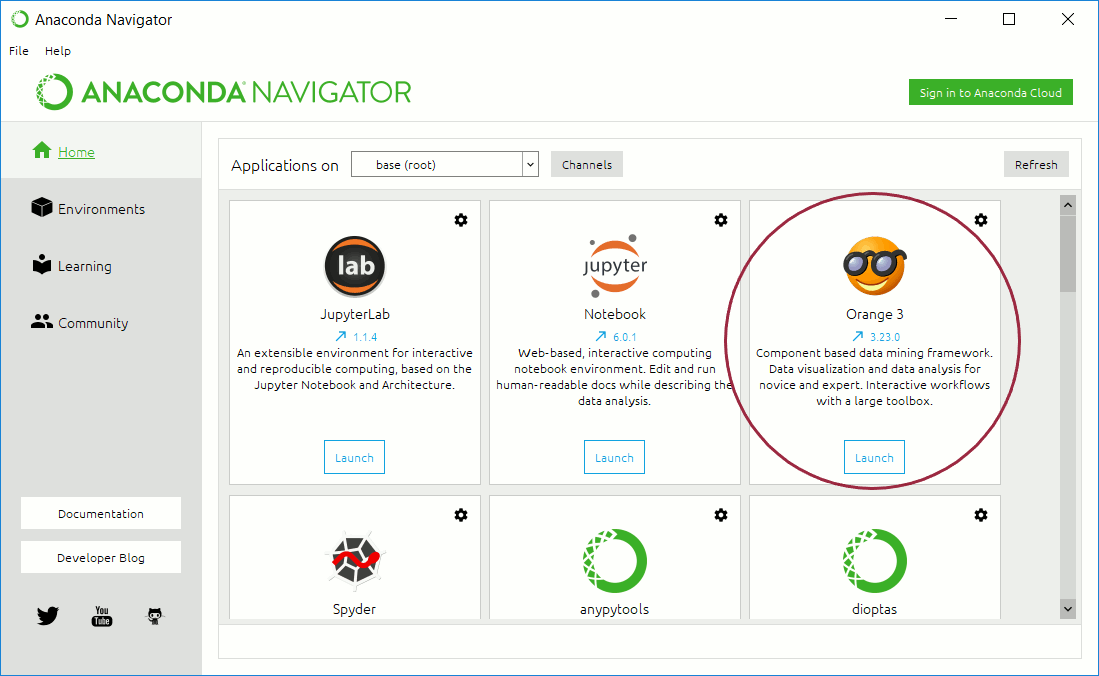 Anaconda Navigator
File Help
ANACONDA NAVIGATOR
Sign in to Anaconda Cloud
Home
Environments
Learning
Community
Documentation
Developer Blog
You
Tube
Applications on base (root) Channels Refresh
lab
JupyterLab
1.1.4
An extensible environment for interactive
and reproducible computing, based on the
Jupyter Notebook and Architecture.
Launch
jupyter
Notebook
6.0.1
Web-based, interactive computing
notebook environment. Edit and run
human-readable docs while describing the
data analysis.
Launch
Orange 3
3.23.0
Component based data mining framework.
Data visualization and data analysis for
novice and expert. Interactive workflows
with a large toolbox.
Launch
Spyder
anypytools
dioptas